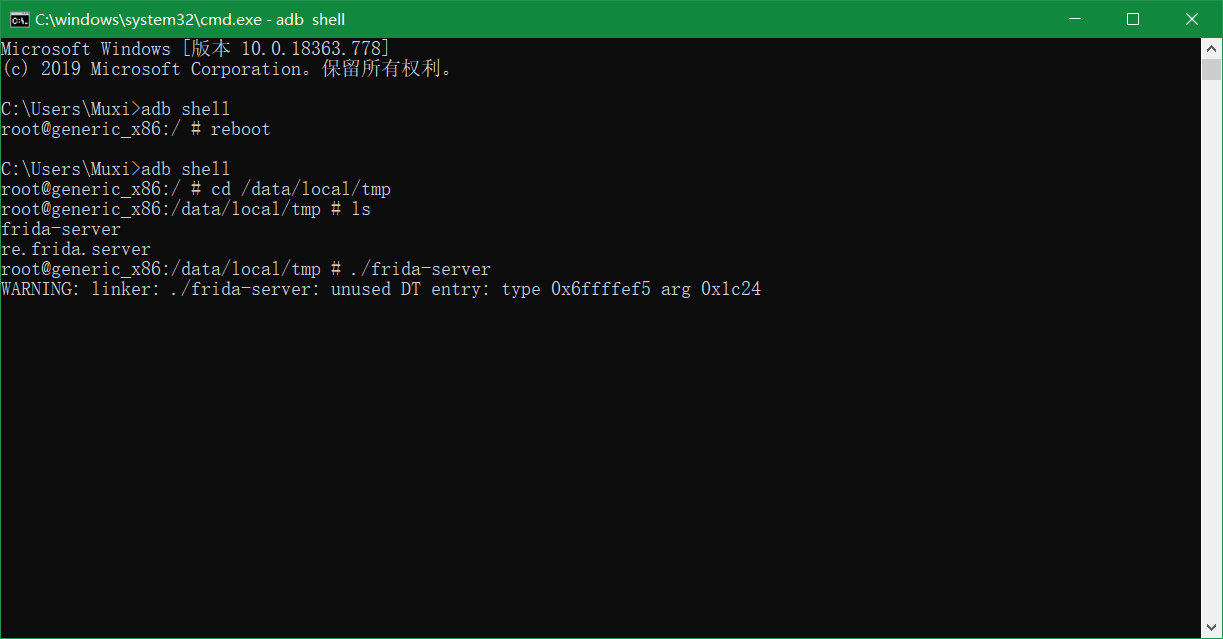 C:\windows\system32\cmd.exe - adb  shell
Microsoft Windows [版本 10.0.18363.778]
(c) 2019 Microsoft Corporation。保留所有权利。
C:\Users\Muxi>adb shell
root@generic_x86:/ # reboot
C:\Users\Muxi>adb shell
root@generic_x86:/ # cd /data/local/tmp
root@generic_x86:/data/local/tmp # ls
frida-server
re.frida.server
root@generic_x86:/data/local/tmp # ./frida-server
WARNING: linker: ./frida-server: unused DT entry: type 0x6ffffef5 arg 0x1c24